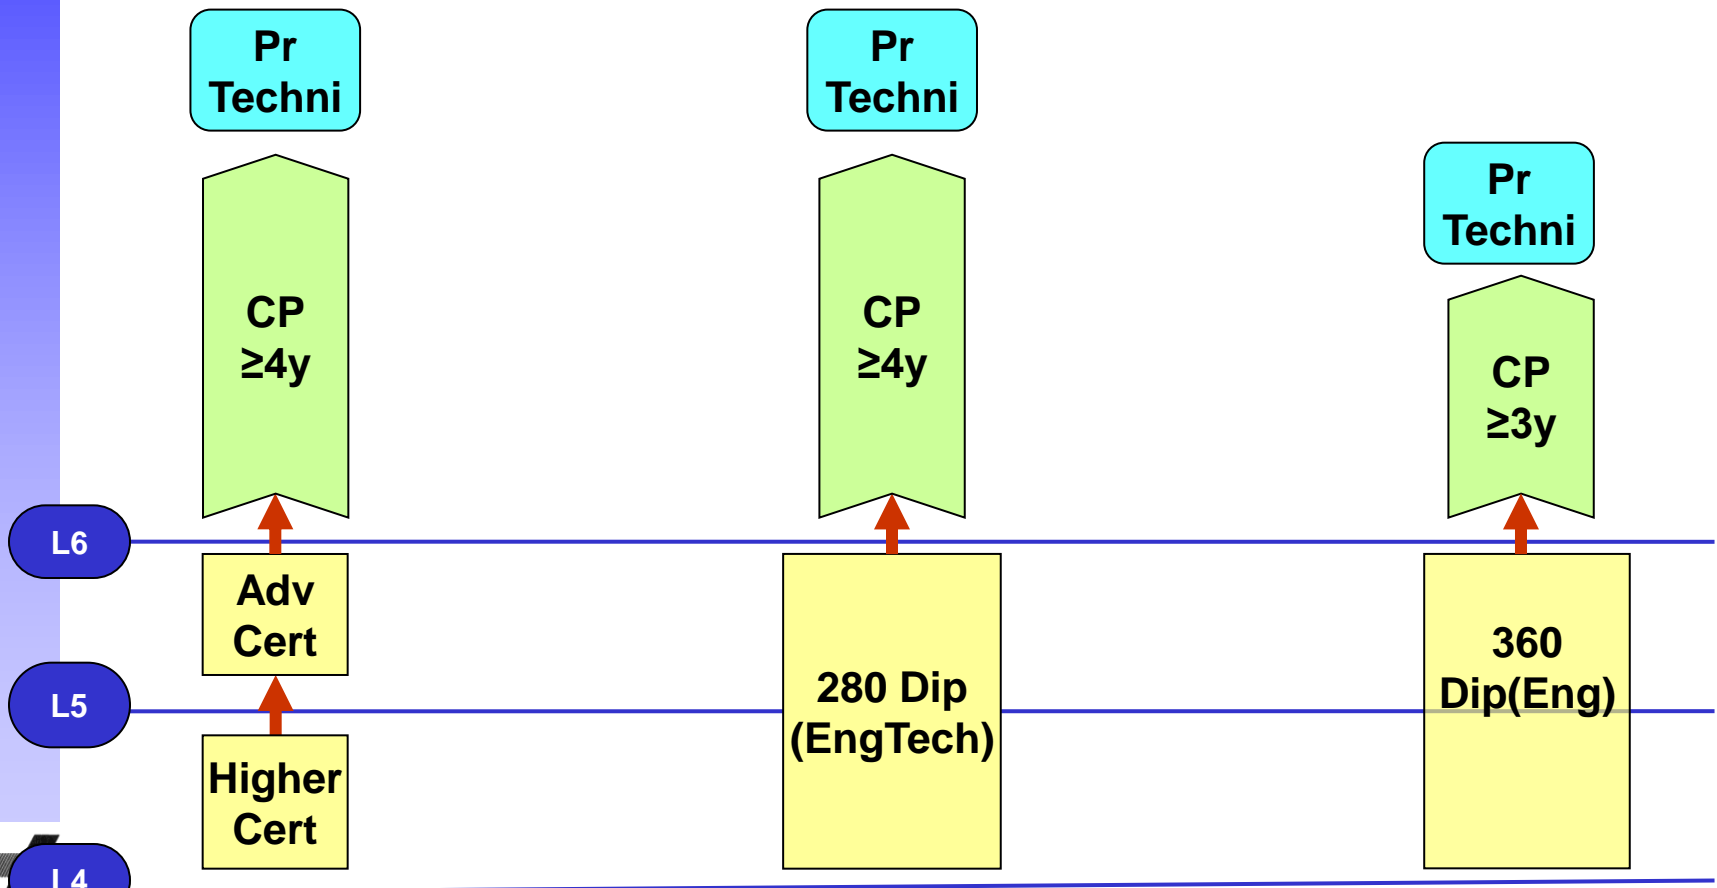 Pr
Techni
Pr
Techni
Pr
Techni
CP
≥4y
CP
≥4y
CP
≥3y
L6
Adv
Cert
280 Dip
(EngTech)
360
Dip(Eng)
L5
Higher
Cert
L4